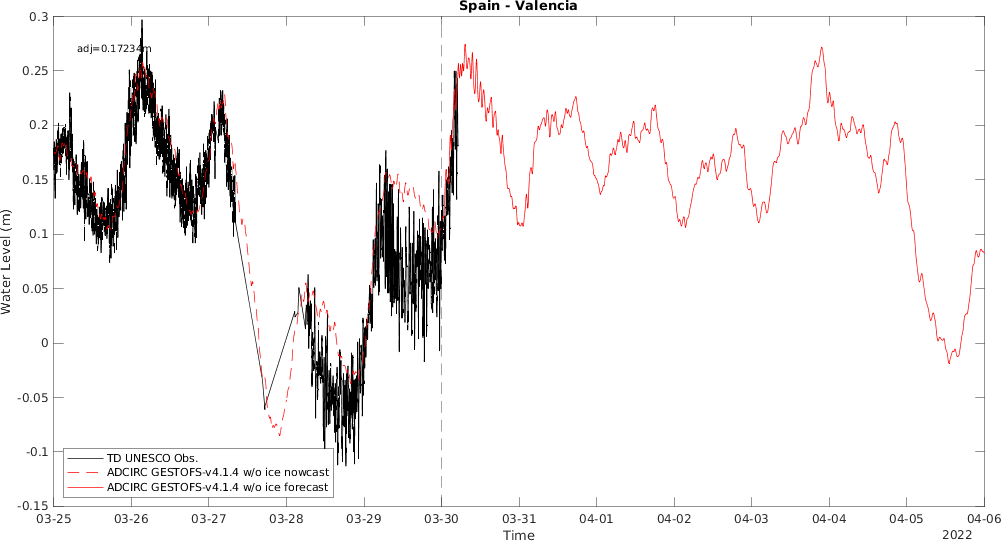 Spain - Valencia
adj=0.17234m
0.3
0.25
0.2
0.15
0.1
0.05
0
-0.05
-0.1
-0.15
Water Level (m)
TD UNESCO Obs.
ADCIRC GESTOFS-v4.1.4 w/o ice nowcast
ADCIRC GESTOFS-v4.1.4 w/o ice forecast
03-25 03-26 03-27 03-28 03-29 03-30 03-31 04-01 04-02 04-03 04-04 04-05 04-06
Time
2022